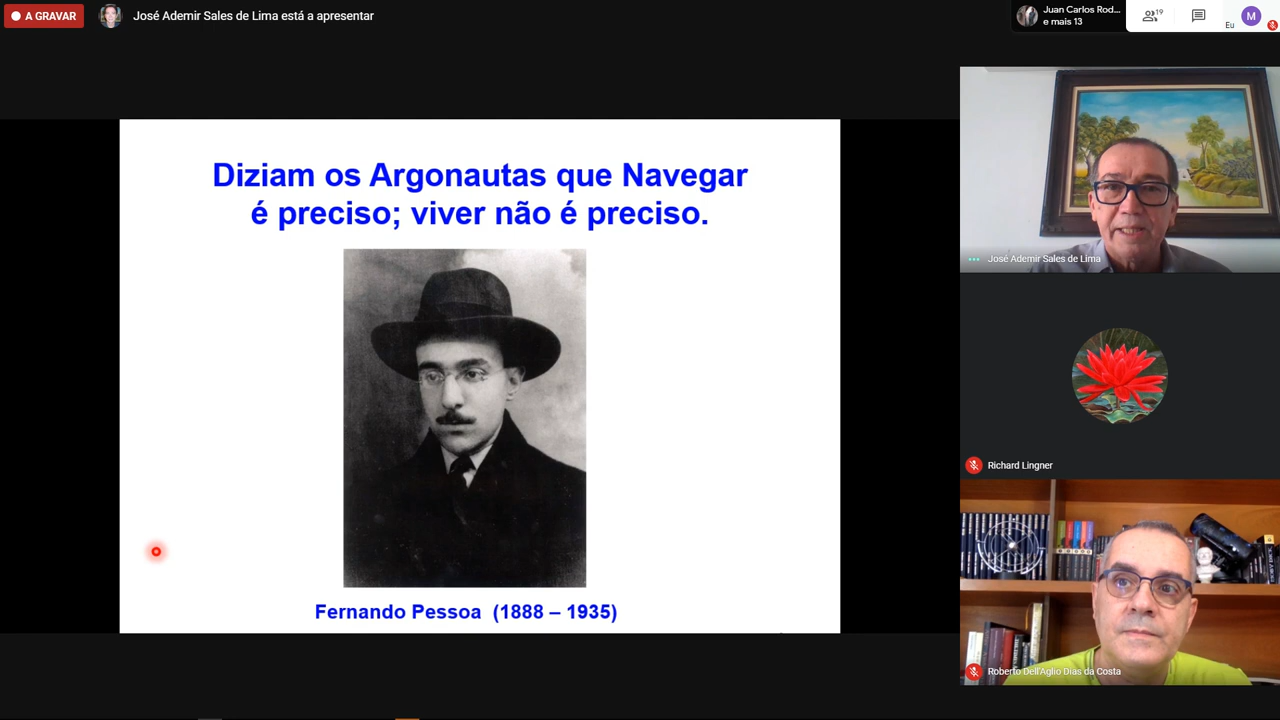 A GRAVAR
José Ademir Sales de Lima está a apresentar
Juan Carlos Rod...
e mais 13
19
Eu
M
Diziam os Argonautas que Navegar
é preciso; viver não é preciso.
Fernando Pessoa (1888 – 1935)
José Ademir Sales de Lima
Richard Lingner
Roberto Dell'Aglio Dias da Costa